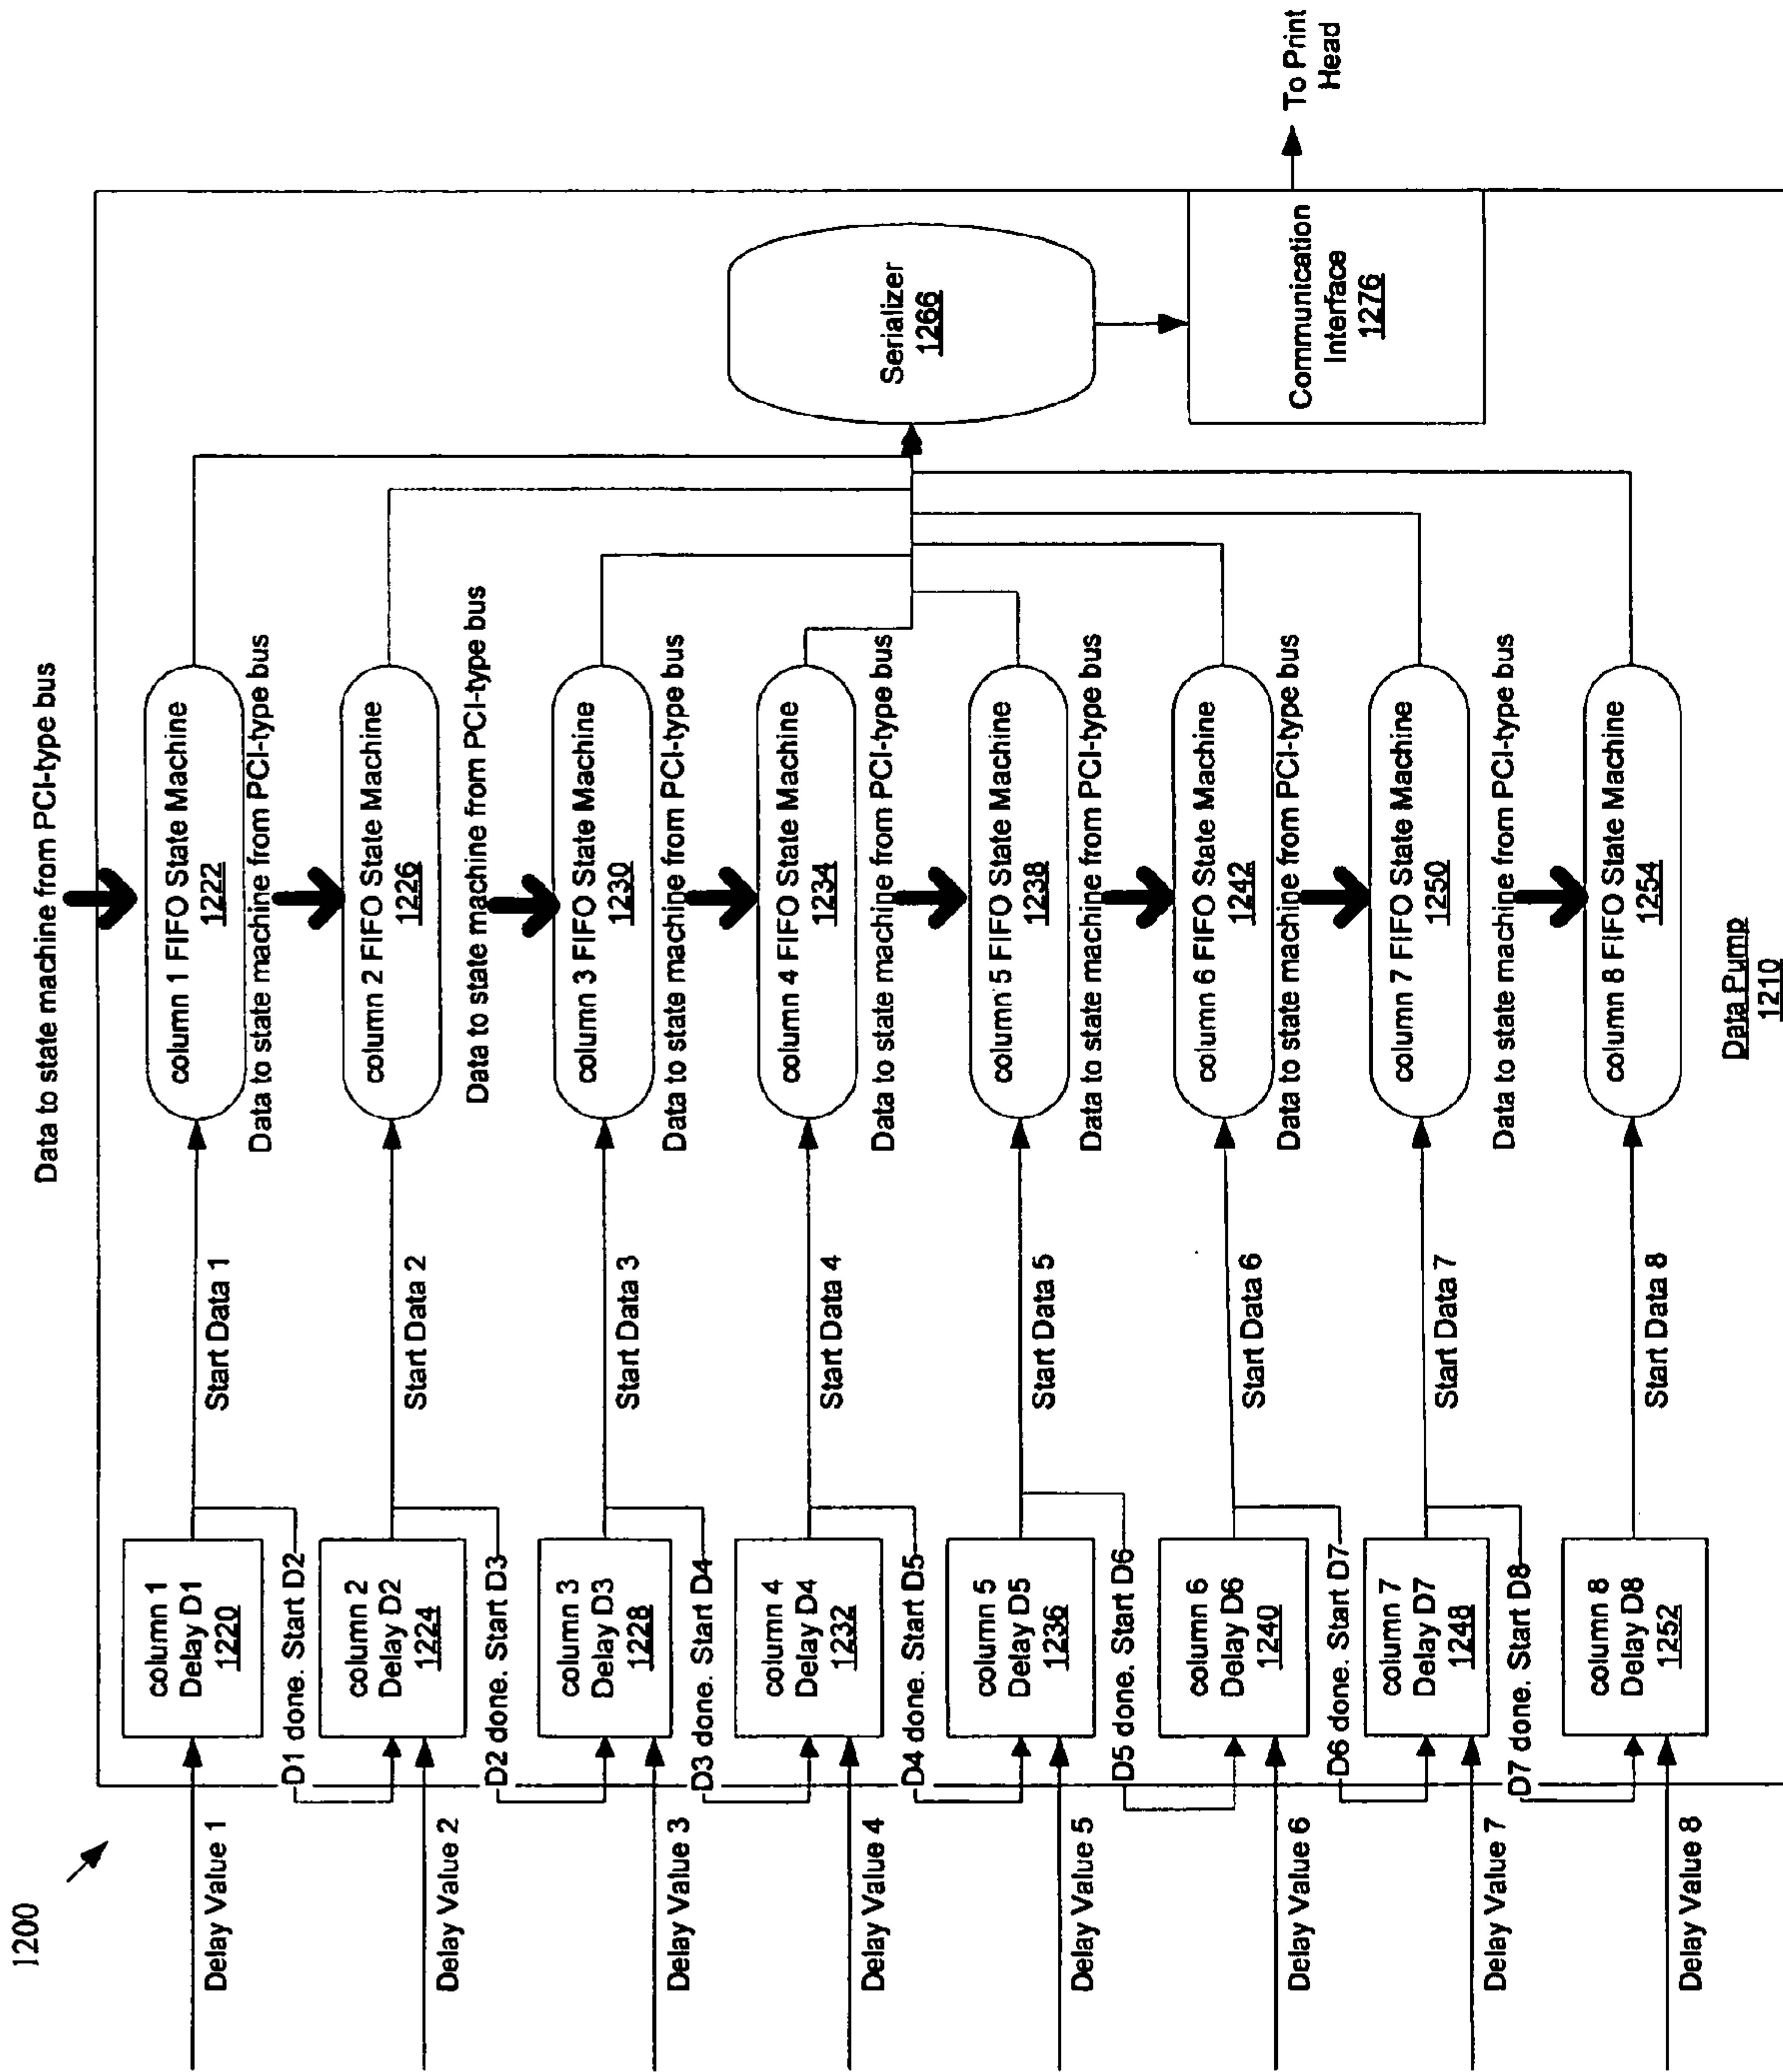 1200
Data to state machine from PCI-type bus
Delay Value 1
column 1
Delay D1
1220
Start Data 1
column 1 FIFO State Machine
1222
D1 done. Start D2
Data to state machine from PCI-type bus
Delay Value 2
column 2
Delay D2
1224
Start Data 2
column 2 FIFO State Machine
1226
D2 done. Start D3
Data to state machine from PCI-type bus
Delay Value 3
column 3
Delay D3
1228
Start Data 3
column 3 FIFO State Machine
1230
D3 done. Start D4
Data to state machine from PCI-type bus
Delay Value 4
column 4
Delay D4
1232
Start Data 4
column 4 FIFO State Machine
1234
D4 done. Start D5
Data to state machine from PCI-type bus
Delay Value 5
column 5
Delay D5
1236
Start Data 5
column 5 FIFO State Machine
1238
D5 done. Start D6
Data to state machine from PCI-type bus
Delay Value 6
column 6
Delay D6
1240
Start Data 6
column 6 FIFO State Machine
1242
D6 done. Start D7
Data to state machine from PCI-type bus
Delay Value 7
column 7
Delay D7
1248
Start Data 7
column 7 FIFO State Machine
1250
D7 done. Start D8
Data to state machine from PCI-type bus
Delay Value 8
column 8
Delay D8
1252
Start Data 8
column 8 FIFO State Machine
1254
Serializer
1266
Communication
Interface
1276
To Print
Head
Data Pump
1210